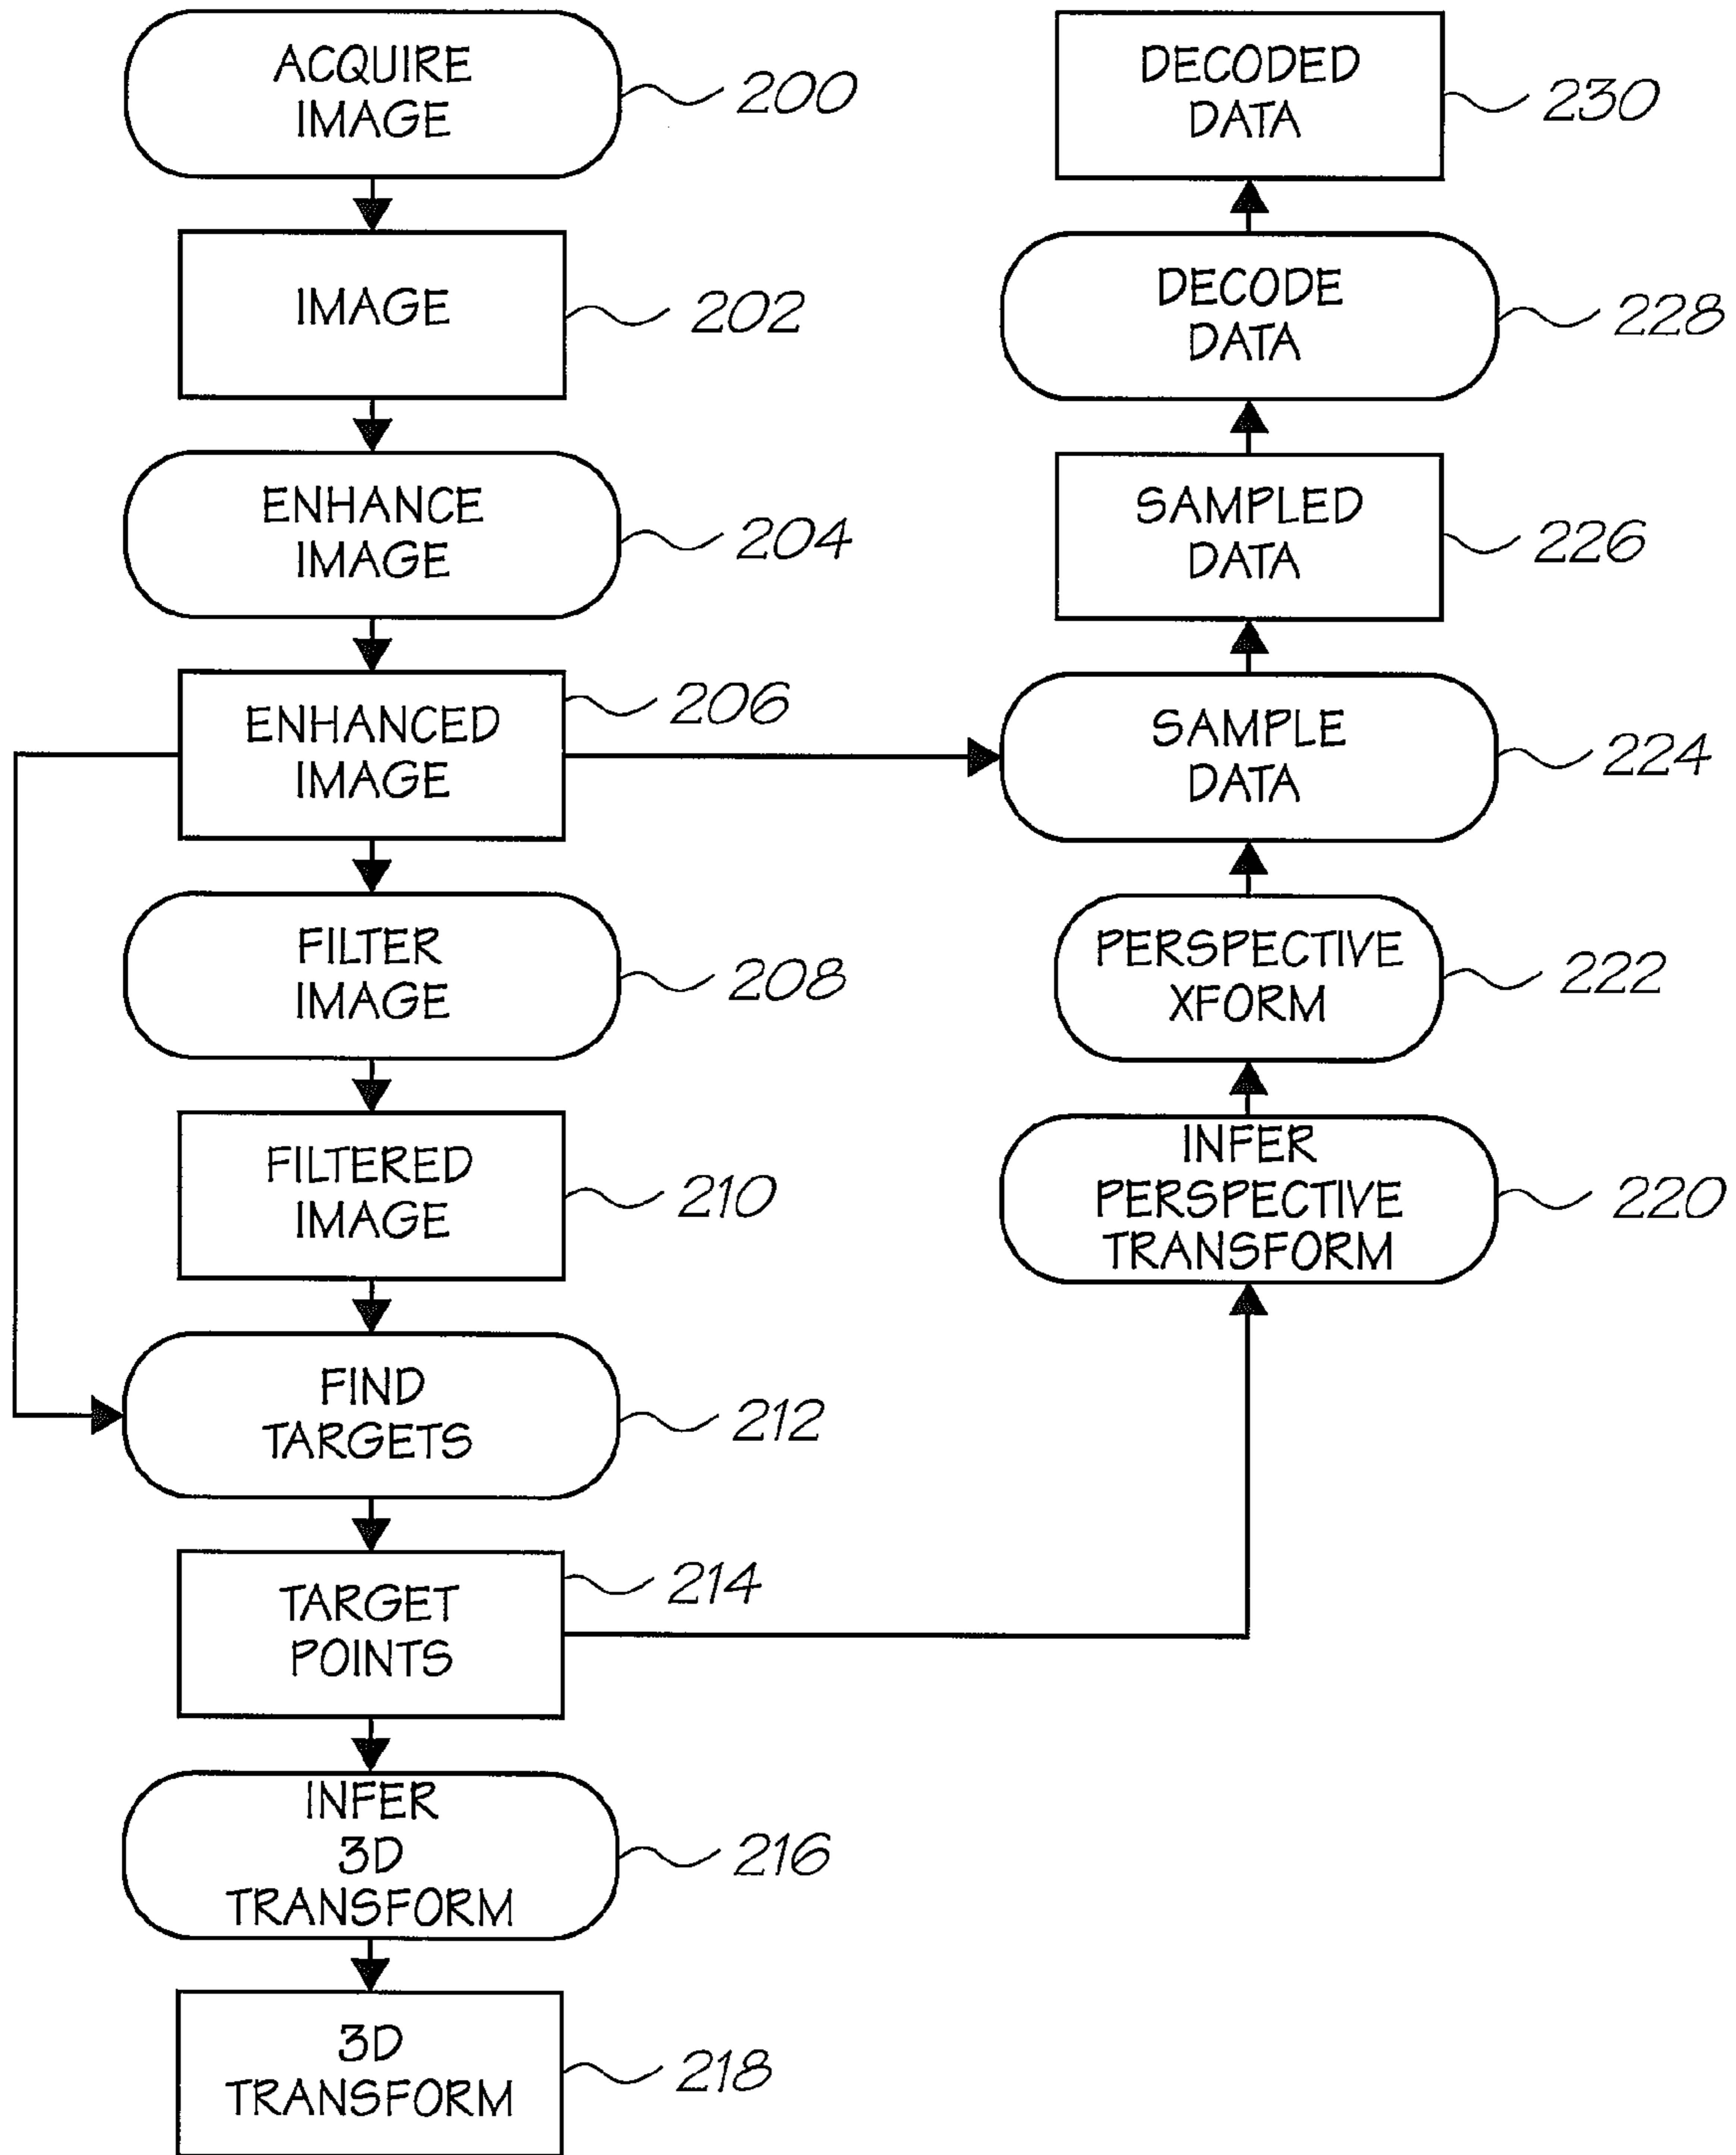 ACQUIRE
IMAGE
200
IMAGE
202
ENHANCE
IMAGE
204
ENHANCED
IMAGE
206
FILTER
IMAGE
208
FILTERED
IMAGE
210
FIND
TARGETS
212
TARGET
POINTS
214
INFER
3D
TRANSFORM
216
3D
TRANSFORM
218
DECODED
DATA
230
DECODE
DATA
228
SAMPLED
DATA
226
SAMPLE
DATA
224
PERSPECTIVE
XFORM
222
INFER
PERSPECTIVE
TRANSFORM
220